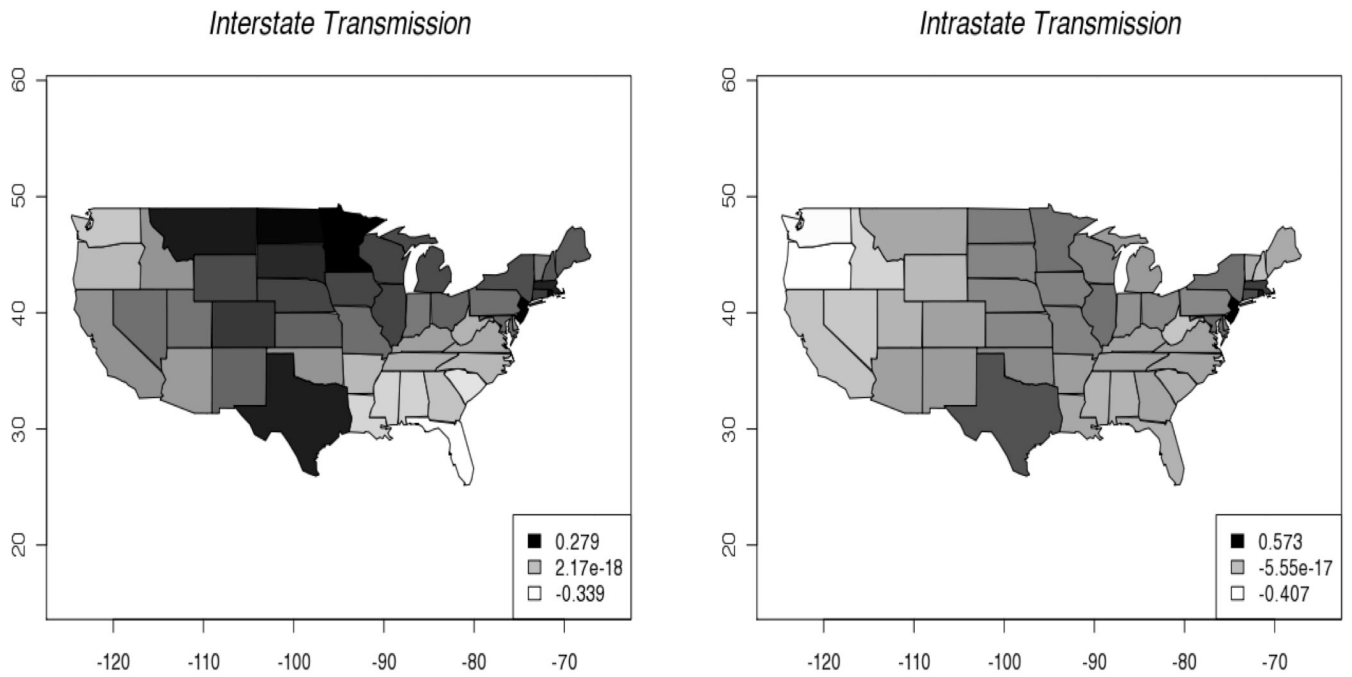 Interstate Transmission
60
50
40
30
20
0.279
2.17e-18
-0.339
-120 -110 -100 -90 -80 -70
Intrastate Transmission
60
50
40
30
20
0.573
-5.55e-17
-0.407
-120 -110 -100 -90 -80 -70